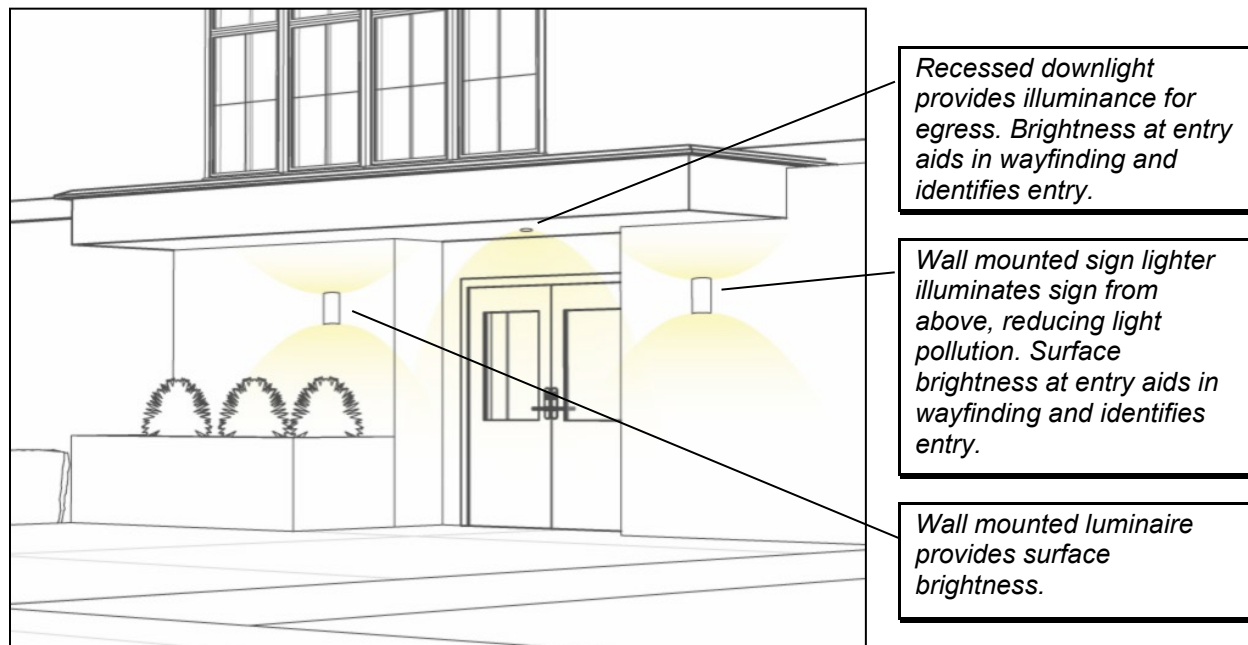 Recessed downlight
provides illuminance for
egress. Brightness at entry
aids in wayfinding and
identifies entry.
Wall mounted sign lighter
illuminates sign from
above, reducing light
pollution. Surface
brightness at entry aids in
wayfinding and identifies
entry.
Wall mounted luminaire
provides surface
brightness.